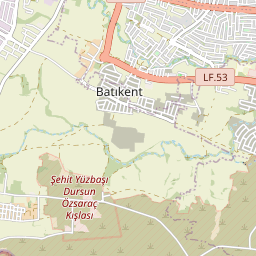 LF.53
Batıkent
Şehit Yüzbaşı
Dursun
Özsaraç
Kışlası